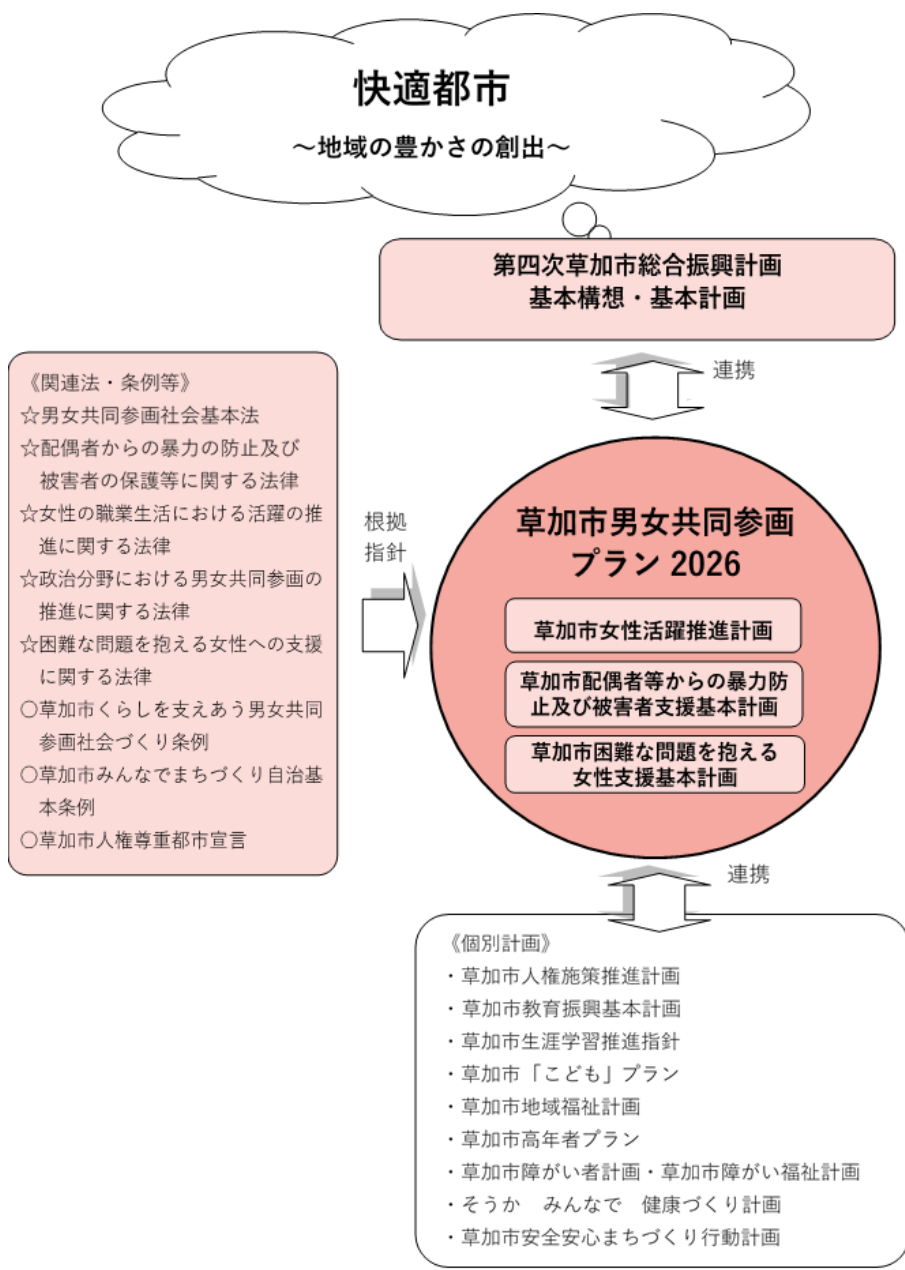 快適都市
～地域の豊かさの創出～
第四次草加市総合振興計画
基本構想・基本計画
連携
《関連法・条例等》
☆男女共同参画社会基本法
☆配偶者からの暴力の防止及び
被害者の保護等に関する法律
☆女性の職業生活における活躍の推
進に関する法律
☆政治分野における男女共同参画の
推進に関する法律
☆困難な問題を抱える女性への支援
に関する法律
○草加市くらしを支えあう男女共同
参画社会づくり条例
○草加市みんなでまちづくり自治基
本条例
○草加市人権尊重都市宣言
根拠
指針
草加市男女共同参画
プラン 2026
草加市女性活躍推進計画
草加市配偶者等からの暴力防
止及び被害者支援基本計画
草加市困難な問題を抱える
女性支援基本計画
連携
《個別計画》
・草加市人権施策推進計画
・草加市教育振興基本計画
・草加市生涯学習推進指針
・草加市「こども」プラン
・草加市地域福祉計画
・草加市高年者プラン
・草加市障がい者計画・草加市障がい福祉計画
・そうか　みんなで　健康づくり計画
・草加市安全安心まちづくり行動計画